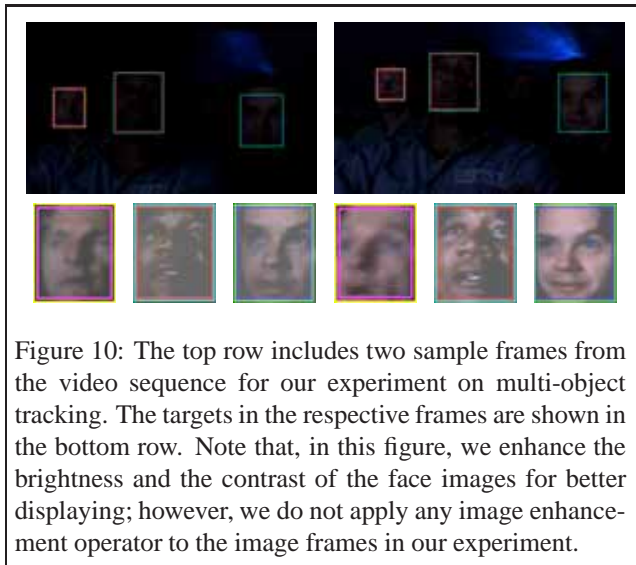 Figure 10: The top row includes two sample frames from
the video sequence for our experiment on multi-object
tracking. The targets in the respective frames are shown in
the bottom row. Note that, in this figure, we enhance the
brightness and the contrast of the face images for better
displaying; however, we do not apply any image enhance-
ment operator to the image frames in our experiment.